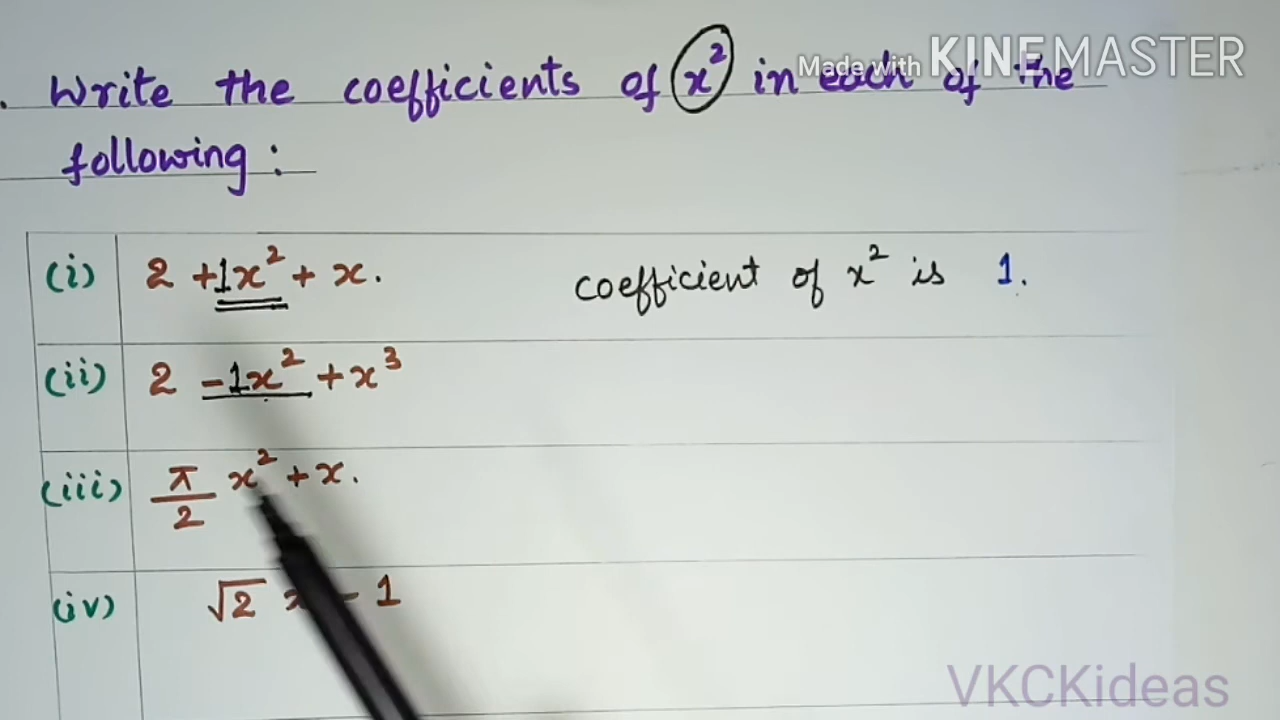 . Write the coefficients of x² in each of the
Made with KINEMASTER
following :
(i) 2 +1x² + x. coefficient of x² is 1.
(ii) 2 -1x² + x³
(iii) π/2 x² + x.
(iv) √2 - 1
VKCKideas